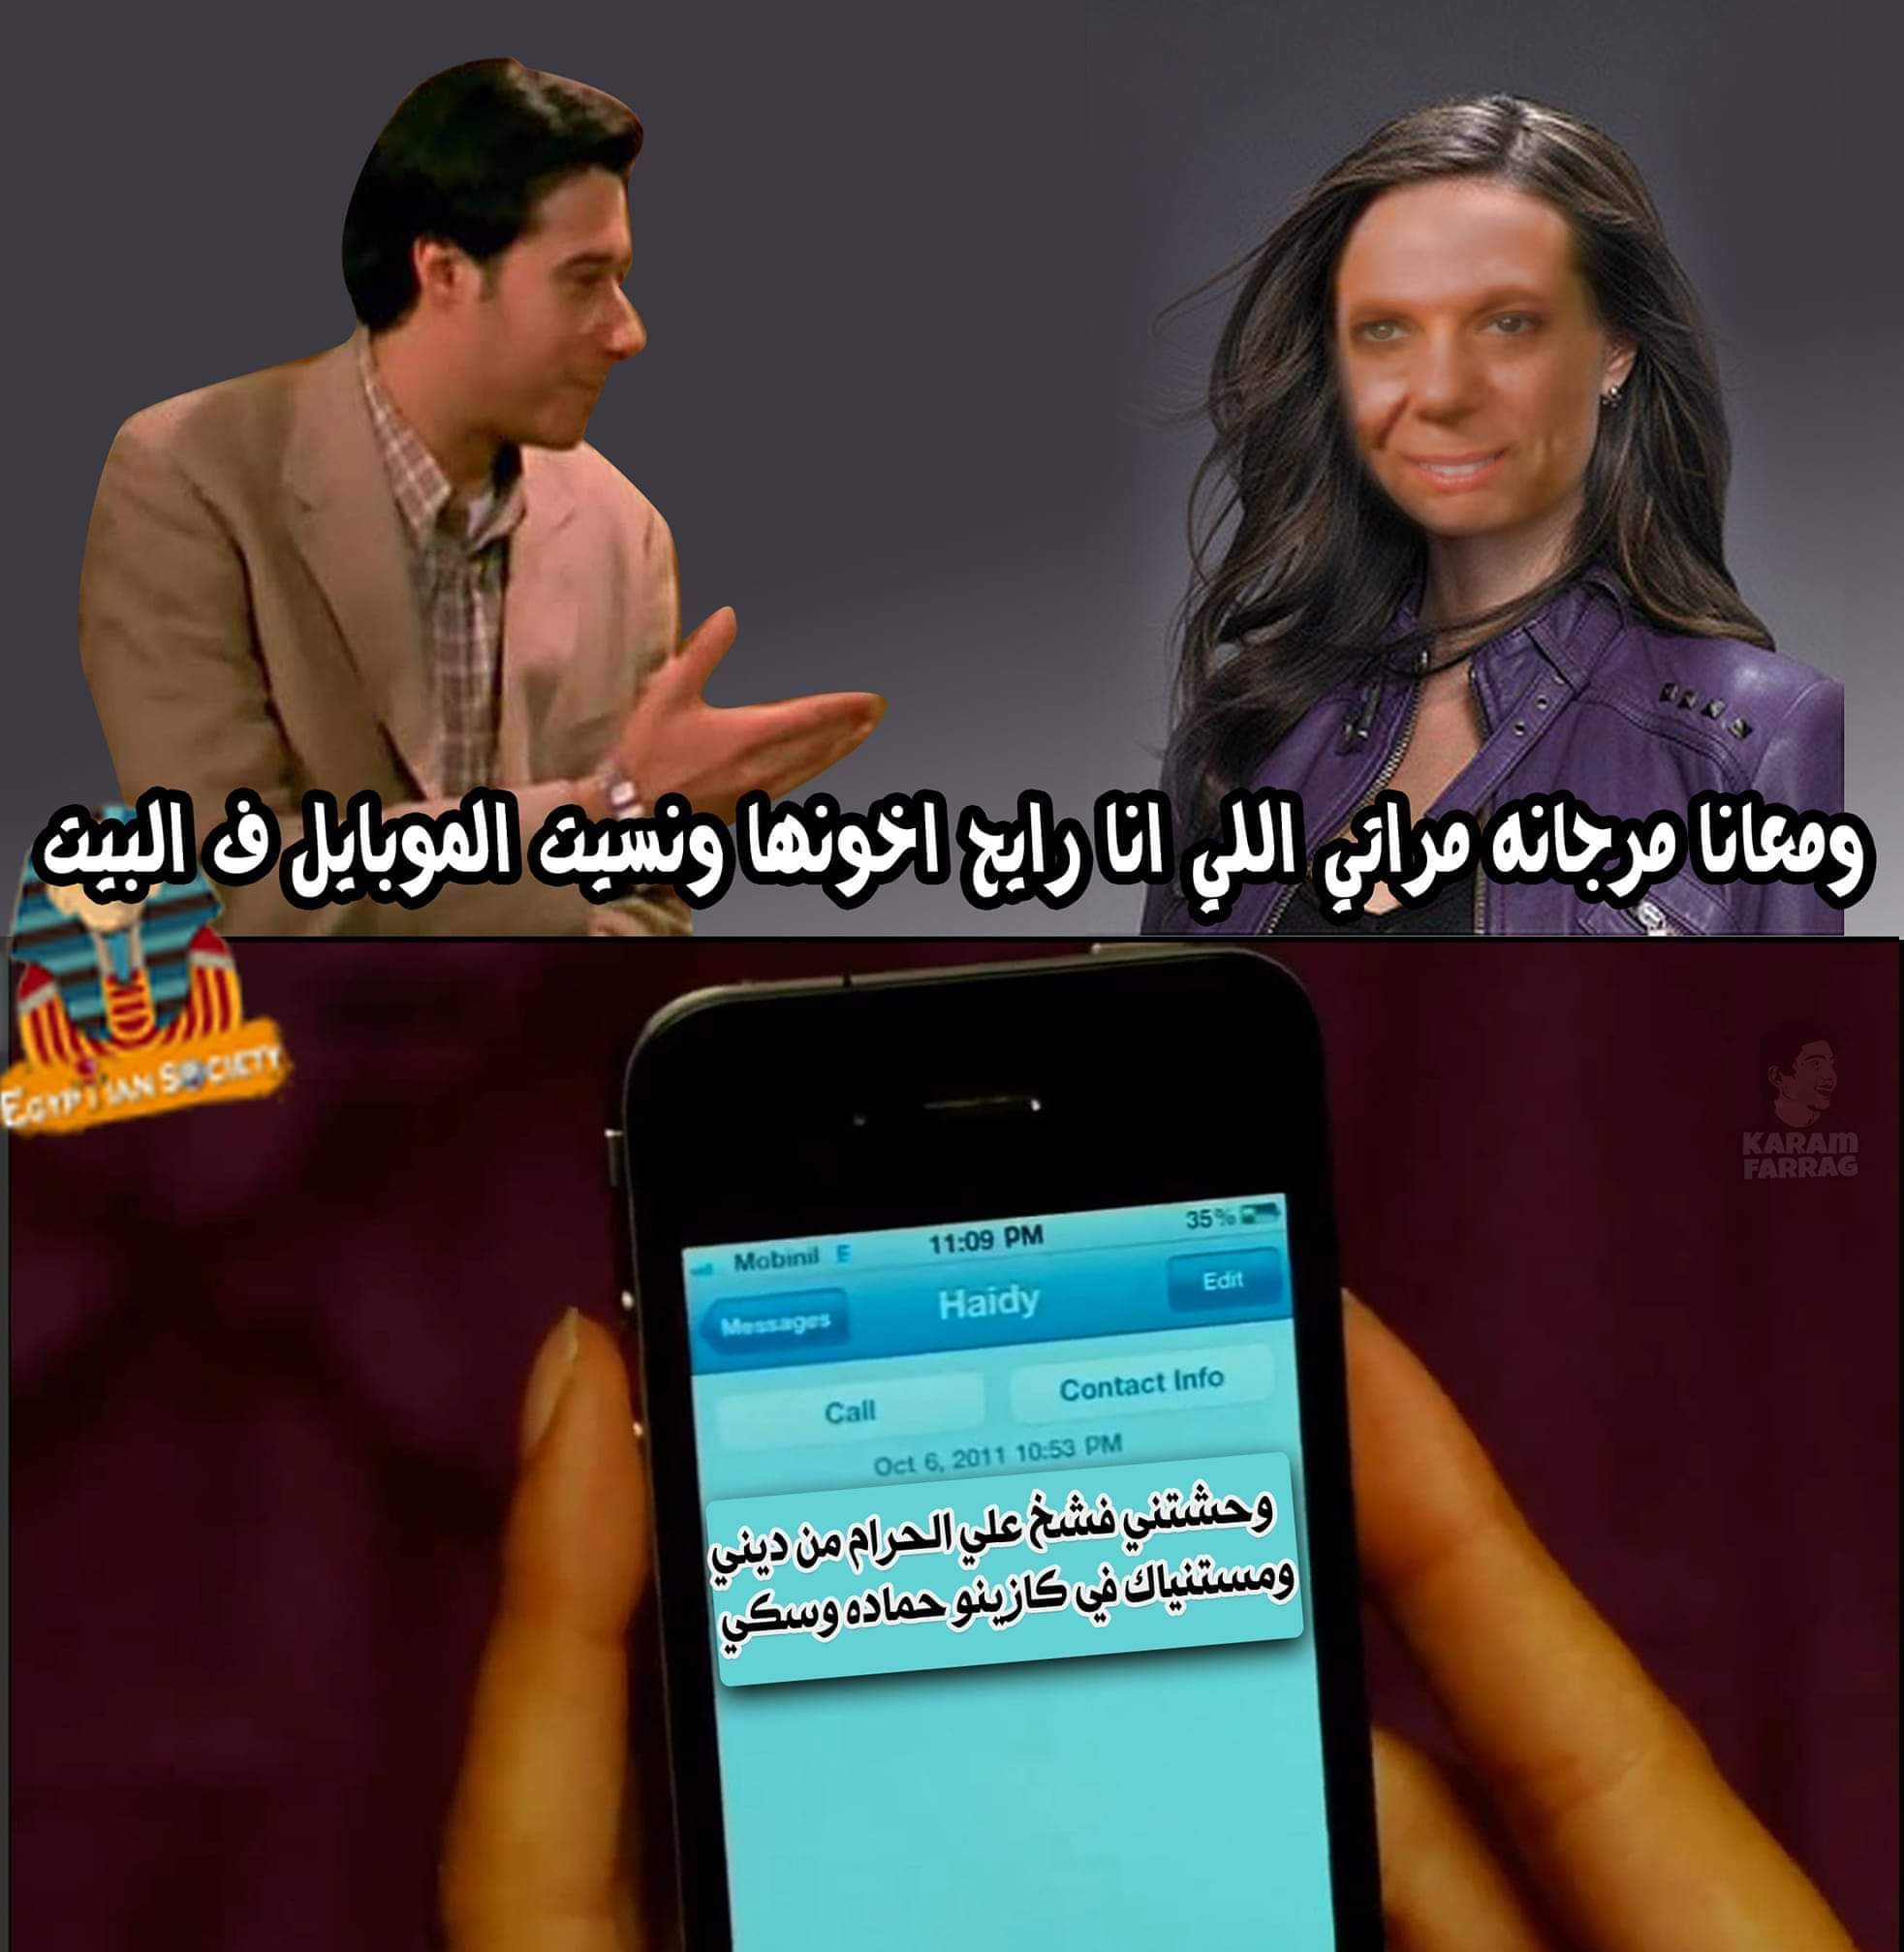 ومعانا مرجانه مراتي اللي انا رايح اخونها ونسيت الموبايل ف البيت
EGYPTIAN SOCIETY
KARAM
FARRAG
Mobinil E 11:09 PM 35%
Messages Haidy Edit
Call Contact Info
Oct 6, 2011 10:53 PM
وحشتني فشخ علي الحرام من ديني
ومستنياك في كازينو حماده وسكي